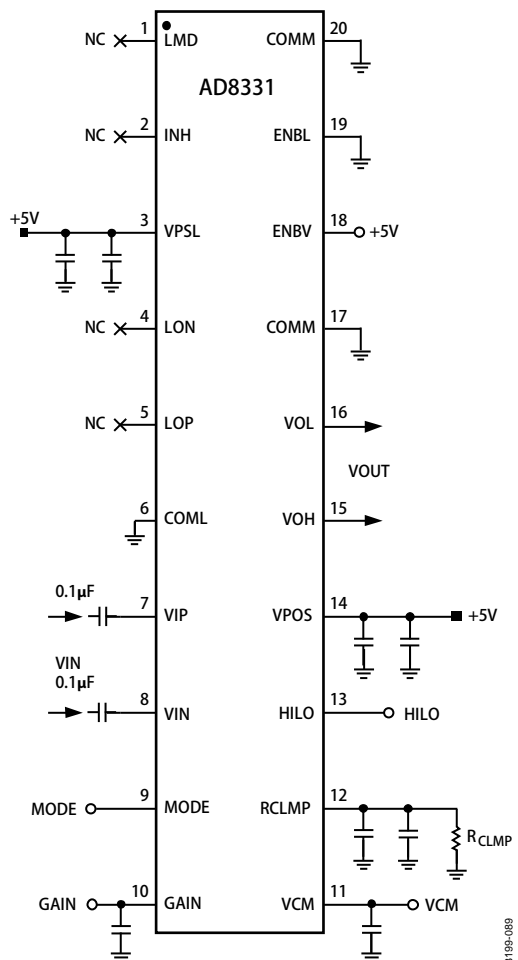 AD8331
NC 1 LMD
COMM 20
NC 2 INH
ENBL 19
+5V 3 VPSL
ENBV 18 +5V
NC 4 LON
COMM 17
NC 5 LOP
VOL 16
VOUT
6 COML
VOH 15
0.1µF
7 VIP
VPOS 14 +5V
VIN
0.1µF
8 VIN
HILO 13 HILO
MODE 9 MODE
RCLMP 12
RCLMP
GAIN 10 GAIN
VCM 11 VCM